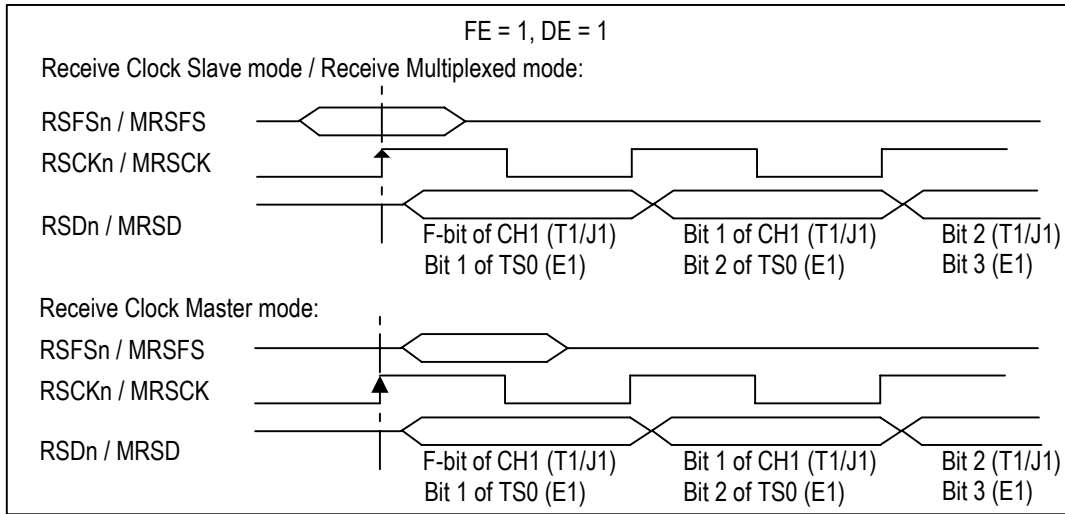 FE = 1, DE = 1
Receive Clock Slave mode / Receive Multiplexed mode:
RSFSn / MRSFS
RSCKn / MRSCK
RSDn / MRSD
F-bit of CH1 (T1/J1) Bit 1 of CH1 (T1/J1) Bit 2 (T1/J1)
Bit 1 of TS0 (E1) Bit 2 of TS0 (E1) Bit 3 (E1)
Receive Clock Master mode:
RSFSn / MRSFS
RSCKn / MRSCK
RSDn / MRSD
F-bit of CH1 (T1/J1) Bit 1 of CH1 (T1/J1) Bit 2 (T1/J1)
Bit 1 of TS0 (E1) Bit 2 of TS0 (E1) Bit 3 (E1)